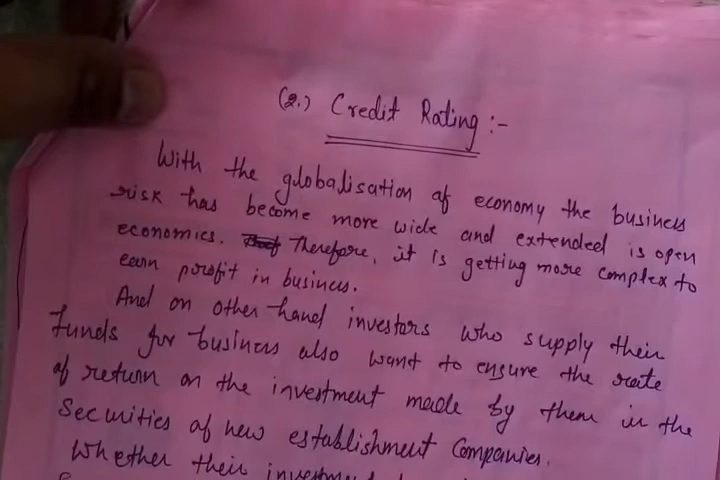 (2.) Credit Rating :-
With the globalisation of economy the business
risk has become more wide and extended is open
economics. Therefore, it is getting more complex to
earn profit in business.
And on other hand investors who supply their
funds for business also want to ensure the rate
of return on the investment made by them in the
Securities of new establishment Companies.
Whether their